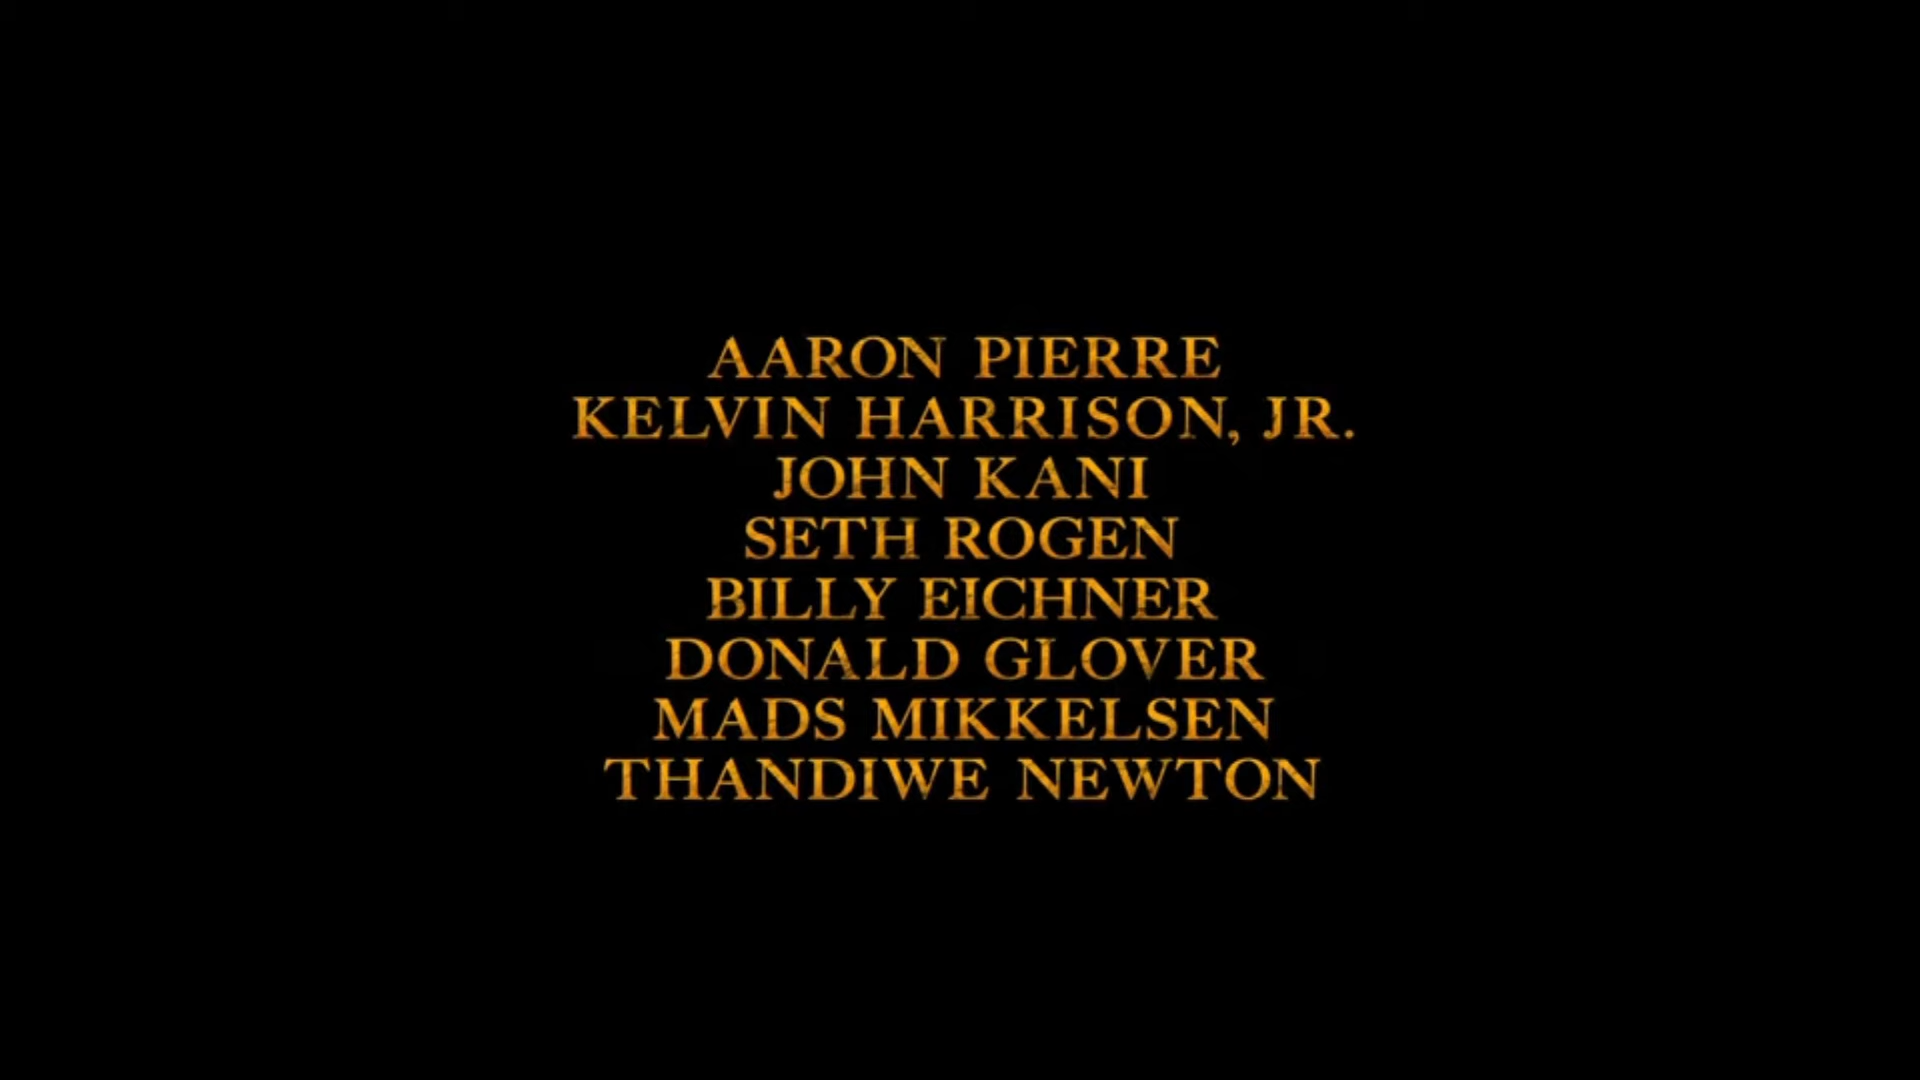 AARON PIERRE
KELVIN HARRISON, JR.
JOHN KANI
SETH ROGEN
BILLY EICHNER
DONALD GLOVER
MADS MIKKELSEN
THANDIWE NEWTON